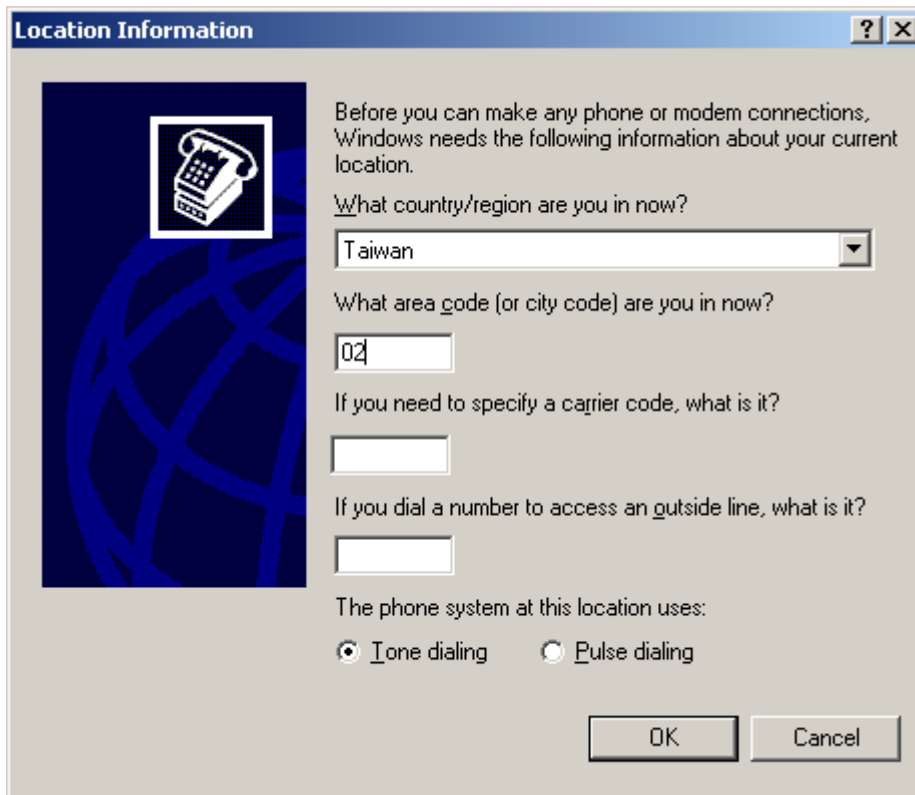 Location Information
Before you can make any phone or modem connections,
Windows needs the following information about your current
location.
What country/region are you in now?
Taiwan
What area code (or city code) are you in now?
02
If you need to specify a carrier code, what is it?
If you dial a number to access an outside line, what is it?
The phone system at this location uses:
Tone dialing Pulse dialing
OK Cancel